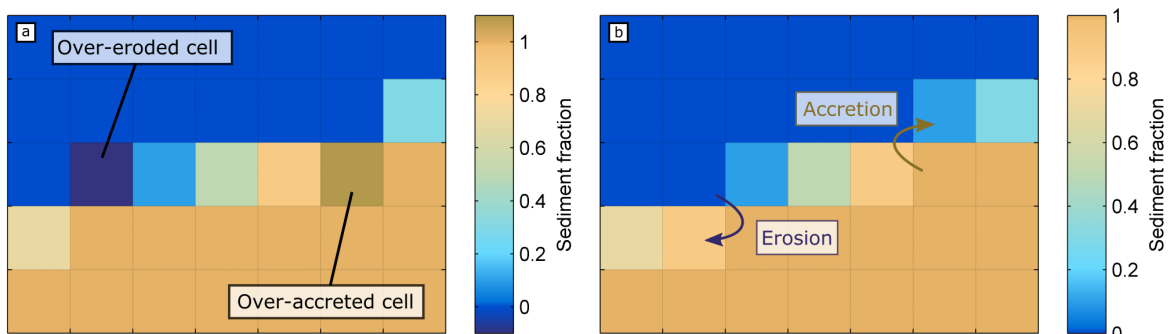 a
Over-eroded cell
Over-accreted cell
1
0.8
0.6
0.4
0.2
0
Sediment fraction
b
Accretion
Erosion
1
0.8
0.6
0.4
0.2
0
Sediment fraction